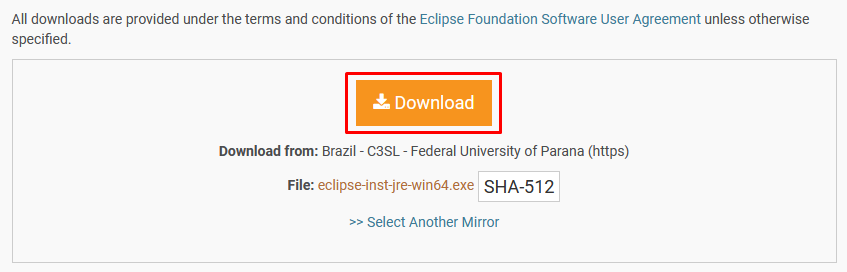 All downloads are provided under the terms and conditions of the Eclipse Foundation Software User Agreement unless otherwise
specified.
Download
Download from: Brazil - C3SL - Federal University of Parana (https)
File: eclipse-inst-jre-win64.exe SHA-512
>> Select Another Mirror